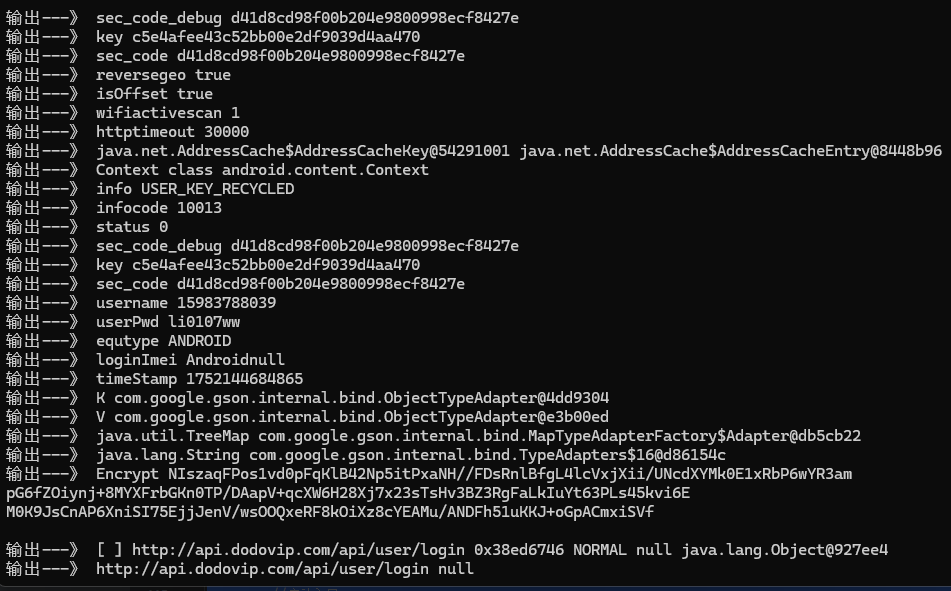 输出---》 sec_code_debug d41d8cd98f00b204e9800998ecf8427e
输出---》 key c5e4afee43c52bb00e2df9039d4aa470
输出---》 sec_code d41d8cd98f00b204e9800998ecf8427e
输出---》 reversegeo true
输出---》 isOffset true
输出---》 wifiactivescan 1
输出---》 httptimeout 30000
输出---》 java.net.AddressCache$AddressCacheKey@54291001 java.net.AddressCache$AddressCacheEntry@8448b96
输出---》 Context class android.content.Context
输出---》 info USER_KEY_RECYCLED
输出---》 infocode 10013
输出---》 status 0
输出---》 sec_code_debug d41d8cd98f00b204e9800998ecf8427e
输出---》 key c5e4afee43c52bb00e2df9039d4aa470
输出---》 sec_code d41d8cd98f00b204e9800998ecf8427e
输出---》 username 15983788039
输出---》 userPwd li0107ww
输出---》 equtype ANDROID
输出---》 loginImei Androidnull
输出---》 timeStamp 1752144684865
输出---》 K com.google.gson.internal.bind.ObjectTypeAdapter@4dd9304
输出---》 V com.google.gson.internal.bind.ObjectTypeAdapter@e3b00ed
输出---》 java.util.TreeMap com.google.gson.internal.bind.MapTypeAdapterFactory$Adapter@db5cb22
输出---》 java.lang.String com.google.gson.internal.bind.TypeAdapters$16@d86154c
输出---》 Encrypt NIszaqFPos1vd0pFqKlB42Np5itPxaNH//FDsRnlBfgL4lcVxjXii/UNcdXYMk0E1xRbP6wYR3am
pG6fZOiynj+8MYXFrbGKn0TP/DAapV+qcXW6H28Xj7x23sTsHv3BZ3RgFaLkIuYt63PLs45kvi6E
M0K9JsCnAP6XniSI75EjjJenV/wsOOQxeRF8kOiXz8cYEAMu/ANDFh51uKKJ+oGpACmxiSVf
输出---》 [ ] http://api.dodovip.com/api/user/login 0x38ed6746 NORMAL null java.lang.Object@927ee4
输出---》 http://api.dodovip.com/api/user/login null